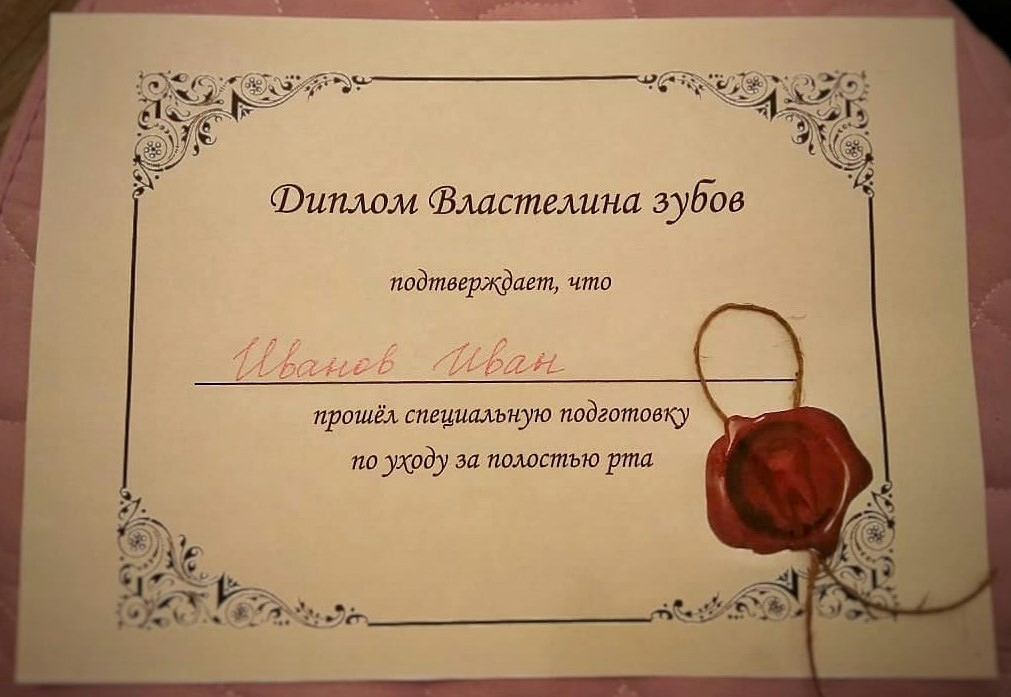 Диплом Властелина зубов
подтверждает, что
Иванов Иван
прошёл специальную подготовку
по уходу за полостью рта